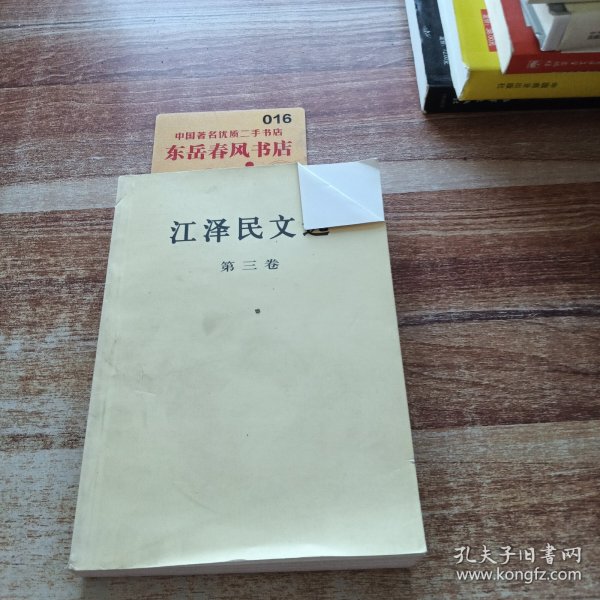 016
中国著名优质二手书店
东岳春风书店
江泽民文选
第三卷
孔夫子旧书网
www.kongfz.com